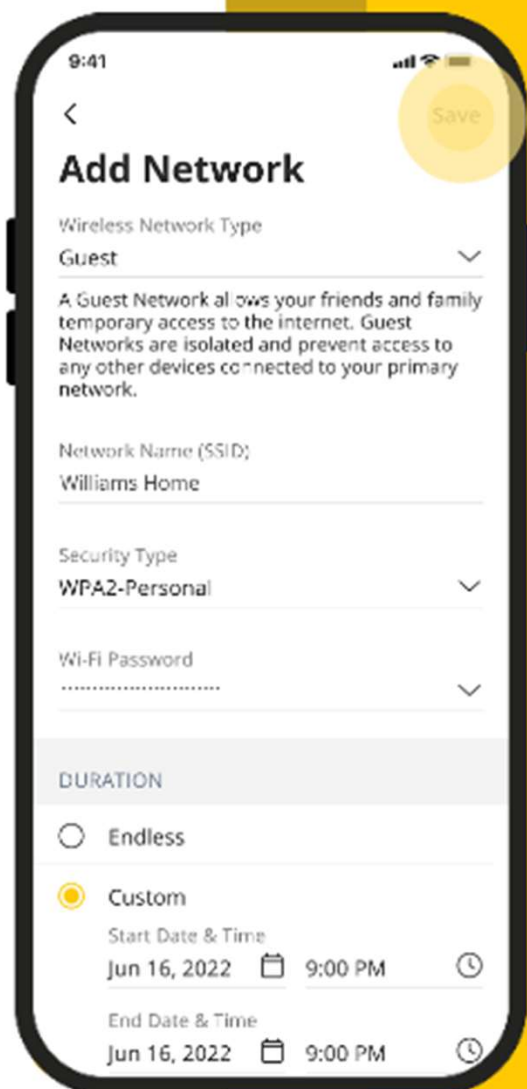 9:41
Save
Add Network
Wireless Network Type
Guest
A Guest Network allows your friends and family
temporary access to the internet. Guest
Networks are isolated and prevent access to
any other devices connected to your primary
network.
Network Name (SSID)
Williams Home
Security Type
WPA2-Personal
Wi-Fi Password
DURATION
Endless
Custom
Start Date & Time
Jun 16, 2022 9:00 PM
End Date & Time
Jun 16, 2022 9:00 PM